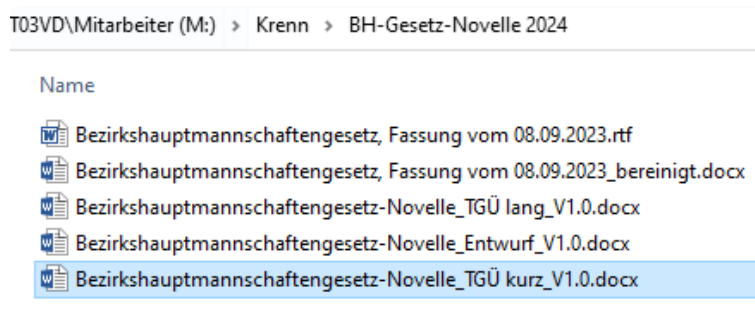 T03VD\Mitarbeiter (M:) > Krenn > BH-Gesetz-Novelle 2024
Name
Bezirkshauptmannschaftengesetz, Fassung vom 08.09.2023.rtf
Bezirkshauptmannschaftengesetz, Fassung vom 08.09.2023_bereinigt.docx
Bezirkshauptmannschaftengesetz-Novelle_TGÜ lang_V1.0.docx
Bezirkshauptmannschaftengesetz-Novelle_Entwurf_V1.0.docx
Bezirkshauptmannschaftengesetz-Novelle_TGÜ kurz_V1.0.docx